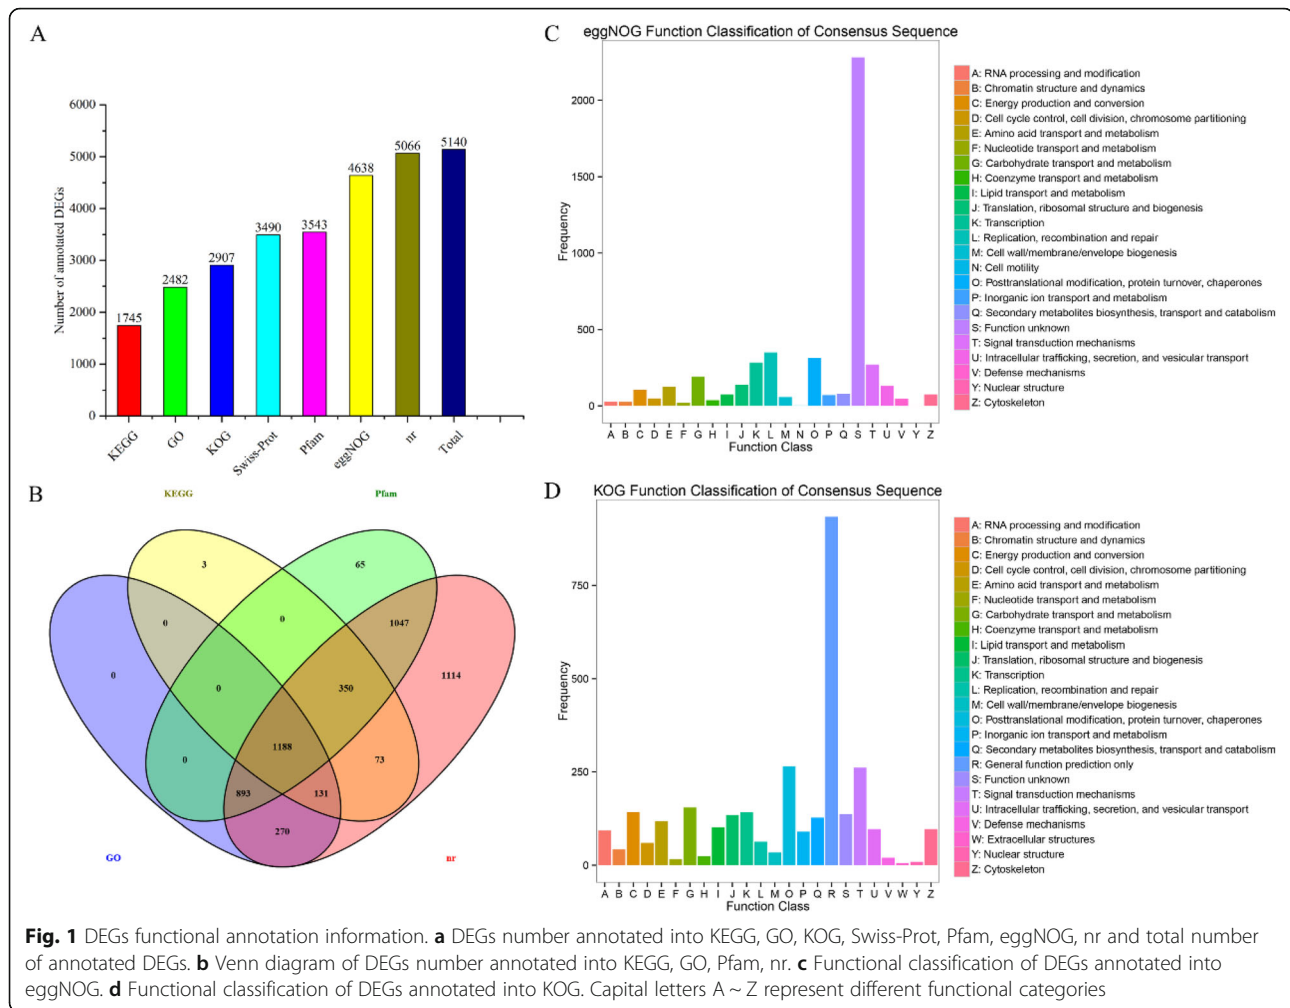 A
6000
5000
4000
3000
2000
1000
0
Number of annotated DEGs
1745
2482
2907
3490
3543
4638
5066
5140
KEGG
GO
KOG
Swiss-Prot
Pfam
eggNOG
nr
Total
B
KEGG
Pfam
3
65
0
0
1047
0
0
350
1114
1188
0
73
893
131
270
GO
nr
C
eggNOG Function Classification of Consensus Sequence
2000
1500
1000
500
0
Frequency
A B C D E F G H I J K L M N O P Q S T U V Y Z
Function Class
A: RNA processing and modification
B: Chromatin structure and dynamics
C: Energy production and conversion
D: Cell cycle control, cell division, chromosome partitioning
E: Amino acid transport and metabolism
F: Nucleotide transport and metabolism
G: Carbohydrate transport and metabolism
H: Coenzyme transport and metabolism
I: Lipid transport and metabolism
J: Translation, ribosomal structure and biogenesis
K: Transcription
L: Replication, recombination and repair
M: Cell wall/membrane/envelope biogenesis
N: Cell motility
O: Posttranslational modification, protein turnover, chaperones
P: Inorganic ion transport and metabolism
Q: Secondary metabolites biosynthesis, transport and catabolism
S: Function unknown
T: Signal transduction mechanisms
U: Intracellular trafficking, secretion, and vesicular transport
V: Defense mechanisms
Y: Nuclear structure
Z: Cytoskeleton
D
KOG Function Classification of Consensus Sequence
750
500
250
0
Frequency
A B C D E F G H I J K L M O P Q R S T U V W Y Z
Function Class
A: RNA processing and modification
B: Chromatin structure and dynamics
C: Energy production and conversion
D: Cell cycle control, cell division, chromosome partitioning
E: Amino acid transport and metabolism
F: Nucleotide transport and metabolism
G: Carbohydrate transport and metabolism
H: Coenzyme transport and metabolism
I: Lipid transport and metabolism
J: Translation, ribosomal structure and biogenesis
K: Transcription
L: Replication, recombination and repair
M: Cell wall/membrane/envelope biogenesis
O: Posttranslational modification, protein turnover, chaperones
P: Inorganic ion transport and metabolism
Q: Secondary metabolites biosynthesis, transport and catabolism
R: General function prediction only
S: Function unknown
T: Signal transduction mechanisms
U: Intracellular trafficking, secretion, and vesicular transport
V: Defense mechanisms
W: Extracellular structures
Y: Nuclear structure
Z: Cytoskeleton
Fig. 1 DEGs functional annotation information. a DEGs number annotated into KEGG, GO, KOG, Swiss-Prot, Pfam, eggNOG, nr and total number
of annotated DEGs. b Venn diagram of DEGs number annotated into KEGG, GO, Pfam, nr. c Functional classification of DEGs annotated into
eggNOG. d Functional classification of DEGs annotated into KOG. Capital letters A ~ Z represent different functional categories